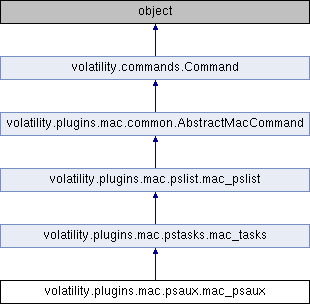 object
volatility.commands.Command
volatility.plugins.mac.common.AbstractMacCommand
volatility.plugins.mac.pslist.mac_pslist
volatility.plugins.mac.pstasks.mac_tasks
volatility.plugins.mac.psaux.mac_psaux